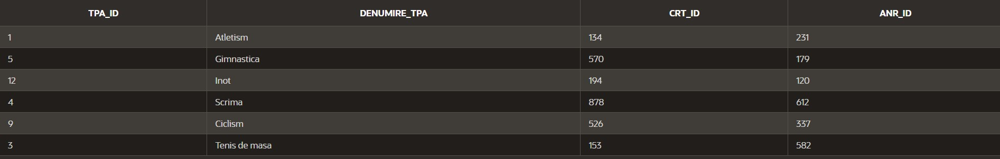 TPA_ID DENUMIRE_TPA CRT_ID ANR_ID
1 Atletism 134 231
5 Gimnastica 570 179
12 Inot 194 120
4 Scrima 878 612
9 Ciclism 526 337
3 Tenis de masa 153 582